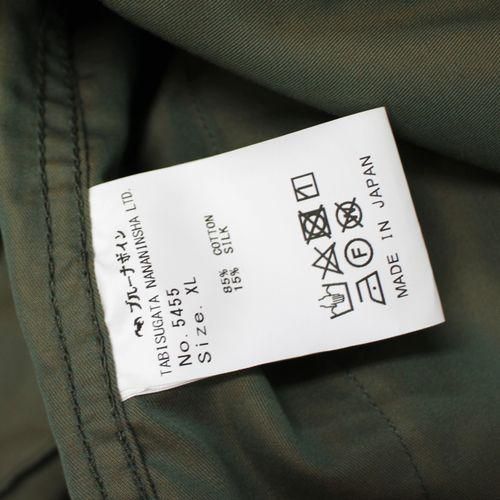 ブルーナボイン
TABISUGATA NANANINSHA LTD.
No. 5455
Size. XL
85% COTTON
15% SILK
MADE IN JAPAN